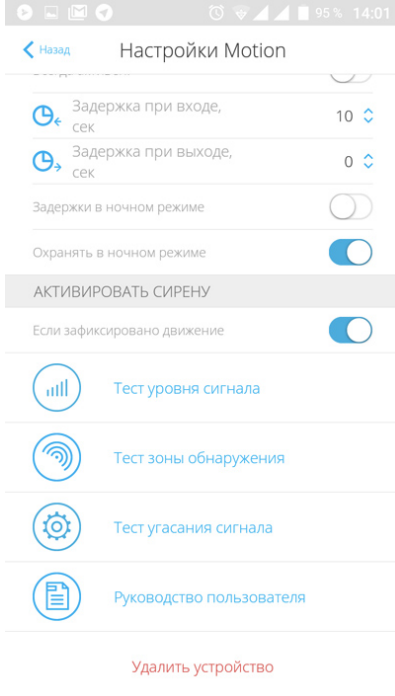 95 % 14:01
Назад Настройки Motion
Задержка при входе, 10
сек
Задержка при выходе, 0
сек
Задержки в ночном режиме
Охранять в ночном режиме
АКТИВИРОВАТЬ СИРЕНУ
Если зафиксировано движение
Тест уровня сигнала
Тест зоны обнаружения
Тест угасания сигнала
Руководство пользователя
Удалить устройство